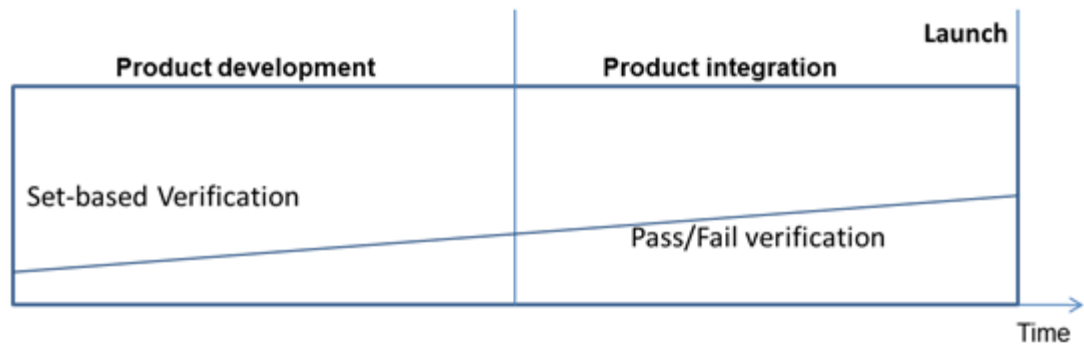 Launch
Product development
Product integration
Set-based Verification
Pass/Fail verification
Time